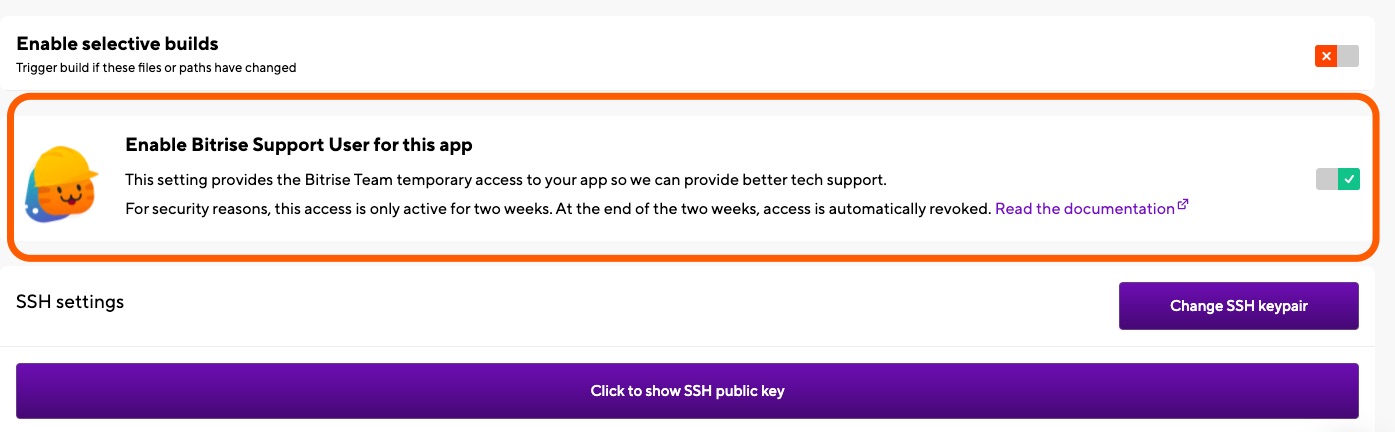 Enable selective builds
Trigger build if these files or paths have changed
Enable Bitrise Support User for this app
This setting provides the Bitrise Team temporary access to your app so we can provide better tech support.
For security reasons, this access is only active for two weeks. At the end of the two weeks, access is automatically revoked. Read the documentation
SSH settings
Change SSH keypair
Click to show SSH public key